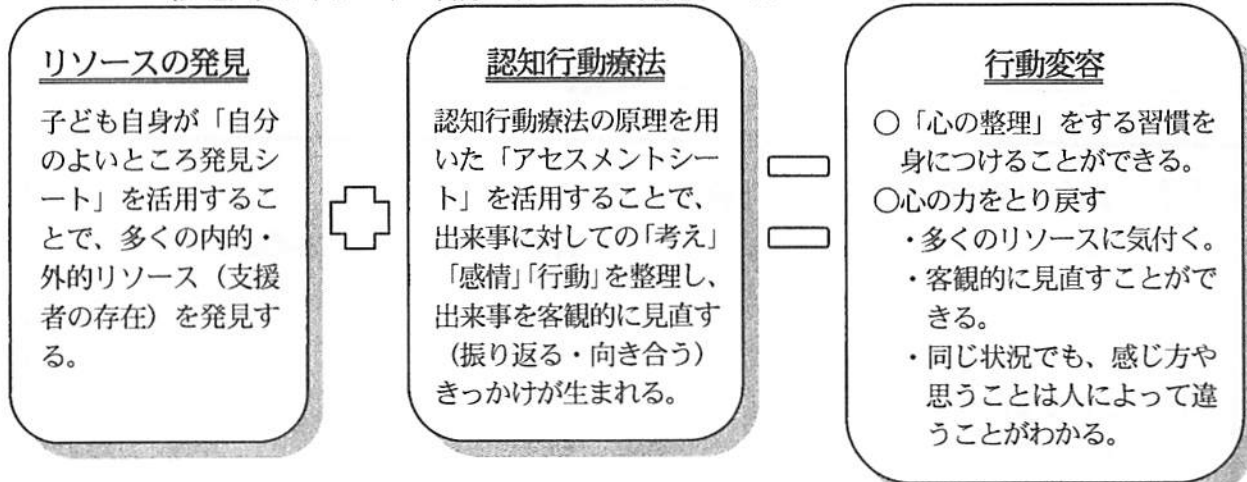 リソースの発見
子ども自身が「自分
のよいところ発見シ
ート」を活用するこ
とで、多くの内的・
外的リソース（支援
者の存在）を発見す
る。
認知行動療法
認知行動療法の原理を用
いた「アセスメントシー
ト」を活用することで、
出来事に対しての「考え」
「感情」「行動」を整理し、
出来事を客観的に見直す
（振り返る・向き合う）
きっかけが生まれる。
行動変容
○「心の整理」をする習慣を
身につけることができる。
○心の力をとり戻す
・多くのリソースに気付く。
・客観的に見直すことがで
きる。
・同じ状況でも、感じ方や
思うことは人によって違
うことがわかる。